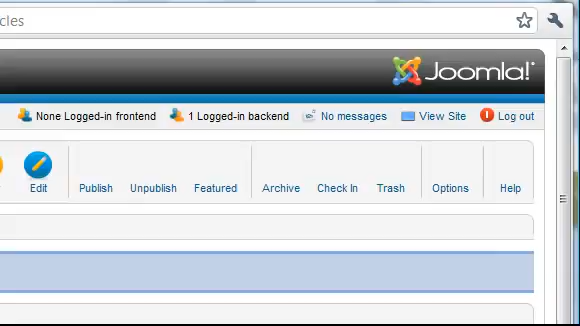 cles
Joomla!
None Logged-in frontend 1 Logged-in backend No messages View Site Log out
Edit Publish Unpublish Featured Archive Check In Trash Options Help